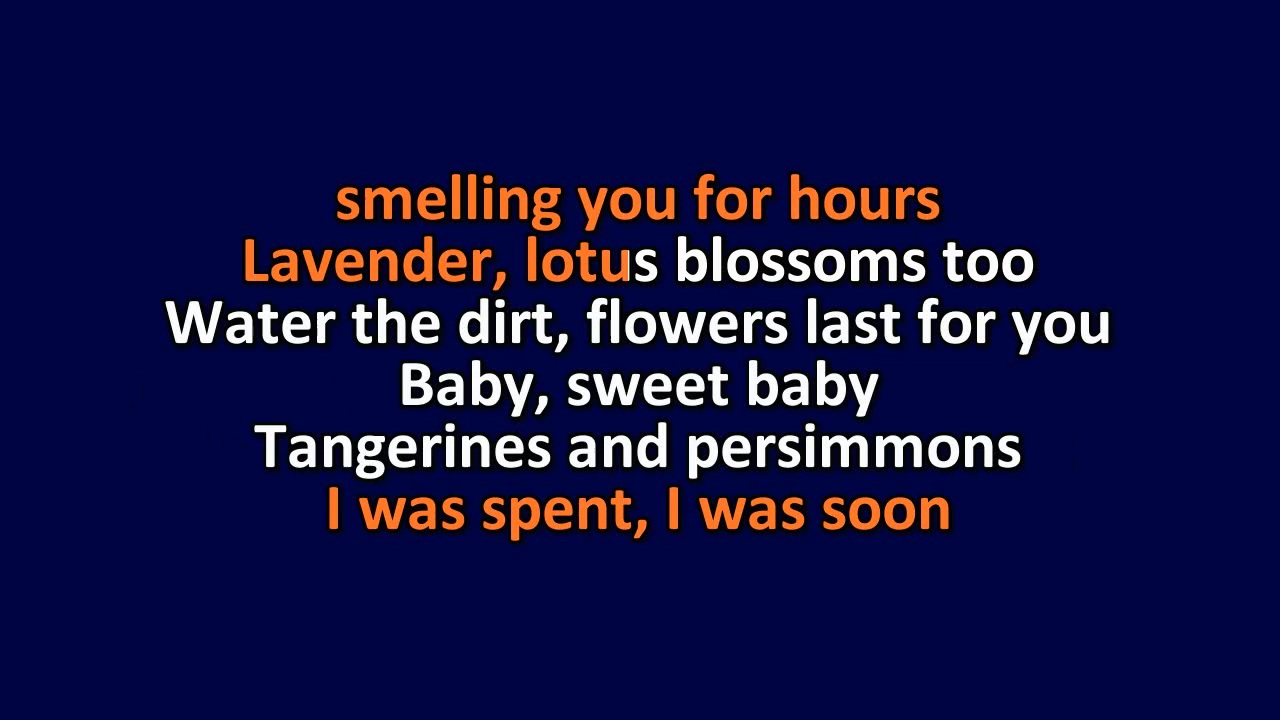 smelling you for hours
Lavender, lotus blossoms too
Water the dirt, flowers last for you
Baby, sweet baby
Tangerines and persimmons
I was spent, I was soon